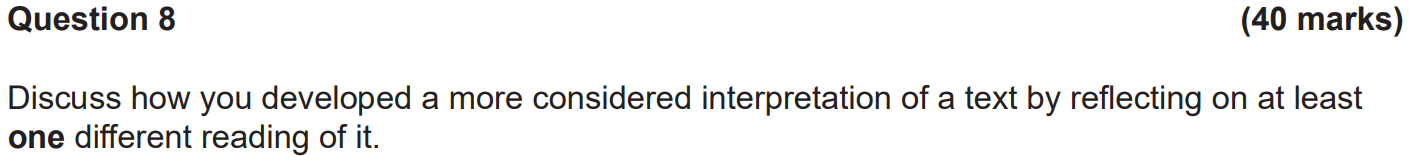 Question 8 (40 marks)
Discuss how you developed a more considered interpretation of a text by reflecting on at least
one different reading of it.